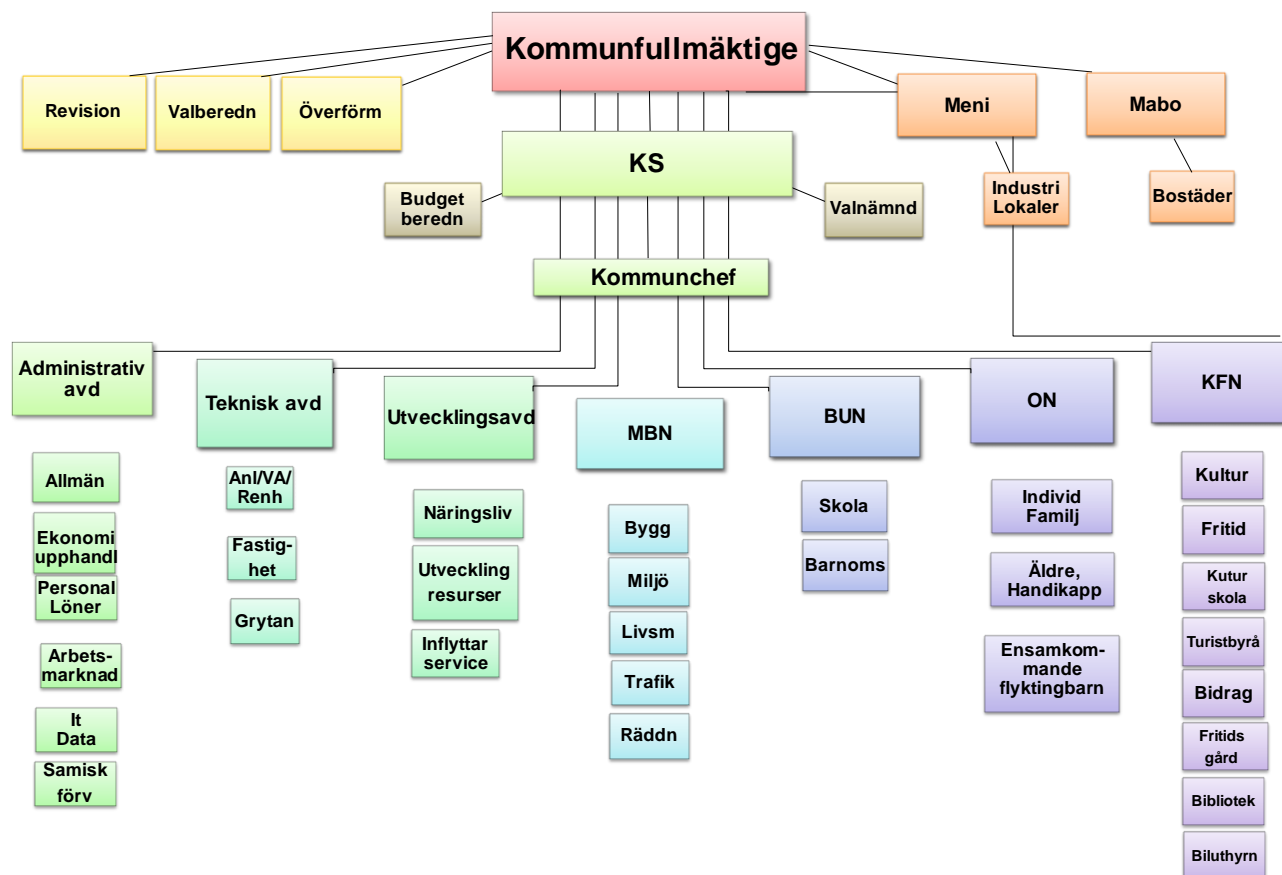 Kommunfullmäktige
Revision
Valberedn
Överförm
Meni
Mabo
KS
Budget
beredn
Valnämnd
Industri
Lokaler
Bostäder
Kommunchef
Administrativ
avd
Teknisk avd
Utvecklingsavd
MBN
BUN
ON
KFN
Allmän
Ekonomi
upphandl
Personal
Löner
Arbets-
marknad
It
Data
Samisk
förv
Anl/VA/
Renh
Fastig-
het
Grytan
Näringsliv
Utveckling
resurser
Inflyttar
service
Bygg
Miljö
Livsm
Trafik
Räddn
Skola
Barnoms
Individ
Familj
Äldre,
Handikapp
Ensamkom-
mande
flyktingbarn
Kultur
Fritid
Kutur
skola
Turistbyrå
Bidrag
Fritids
gård
Bibliotek
Biluthyrn